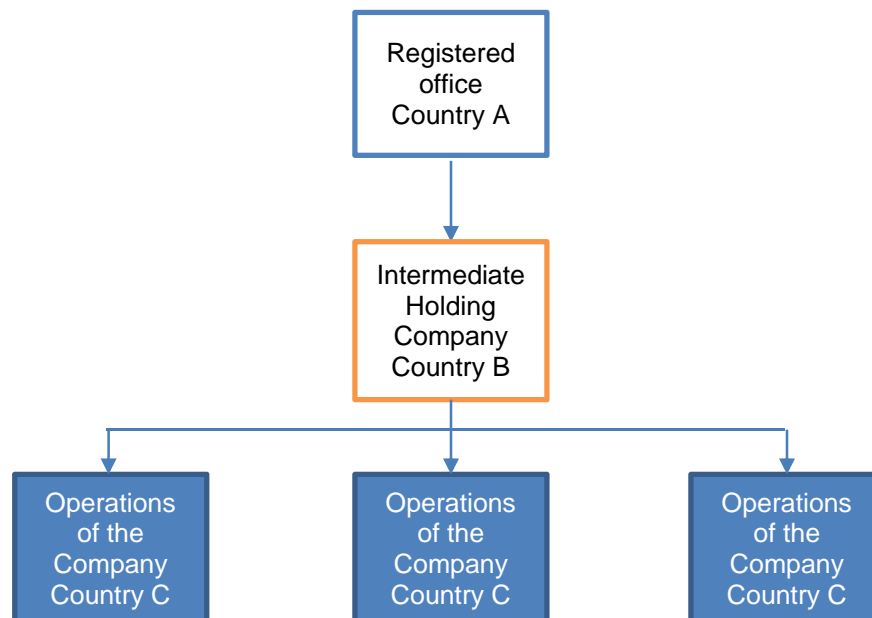 Registered
office
Country A
Intermediate
Holding
Company
Country B
Operations
of the
Company
Country C
Operations
of the
Company
Country C
Operations
of the
Company
Country C